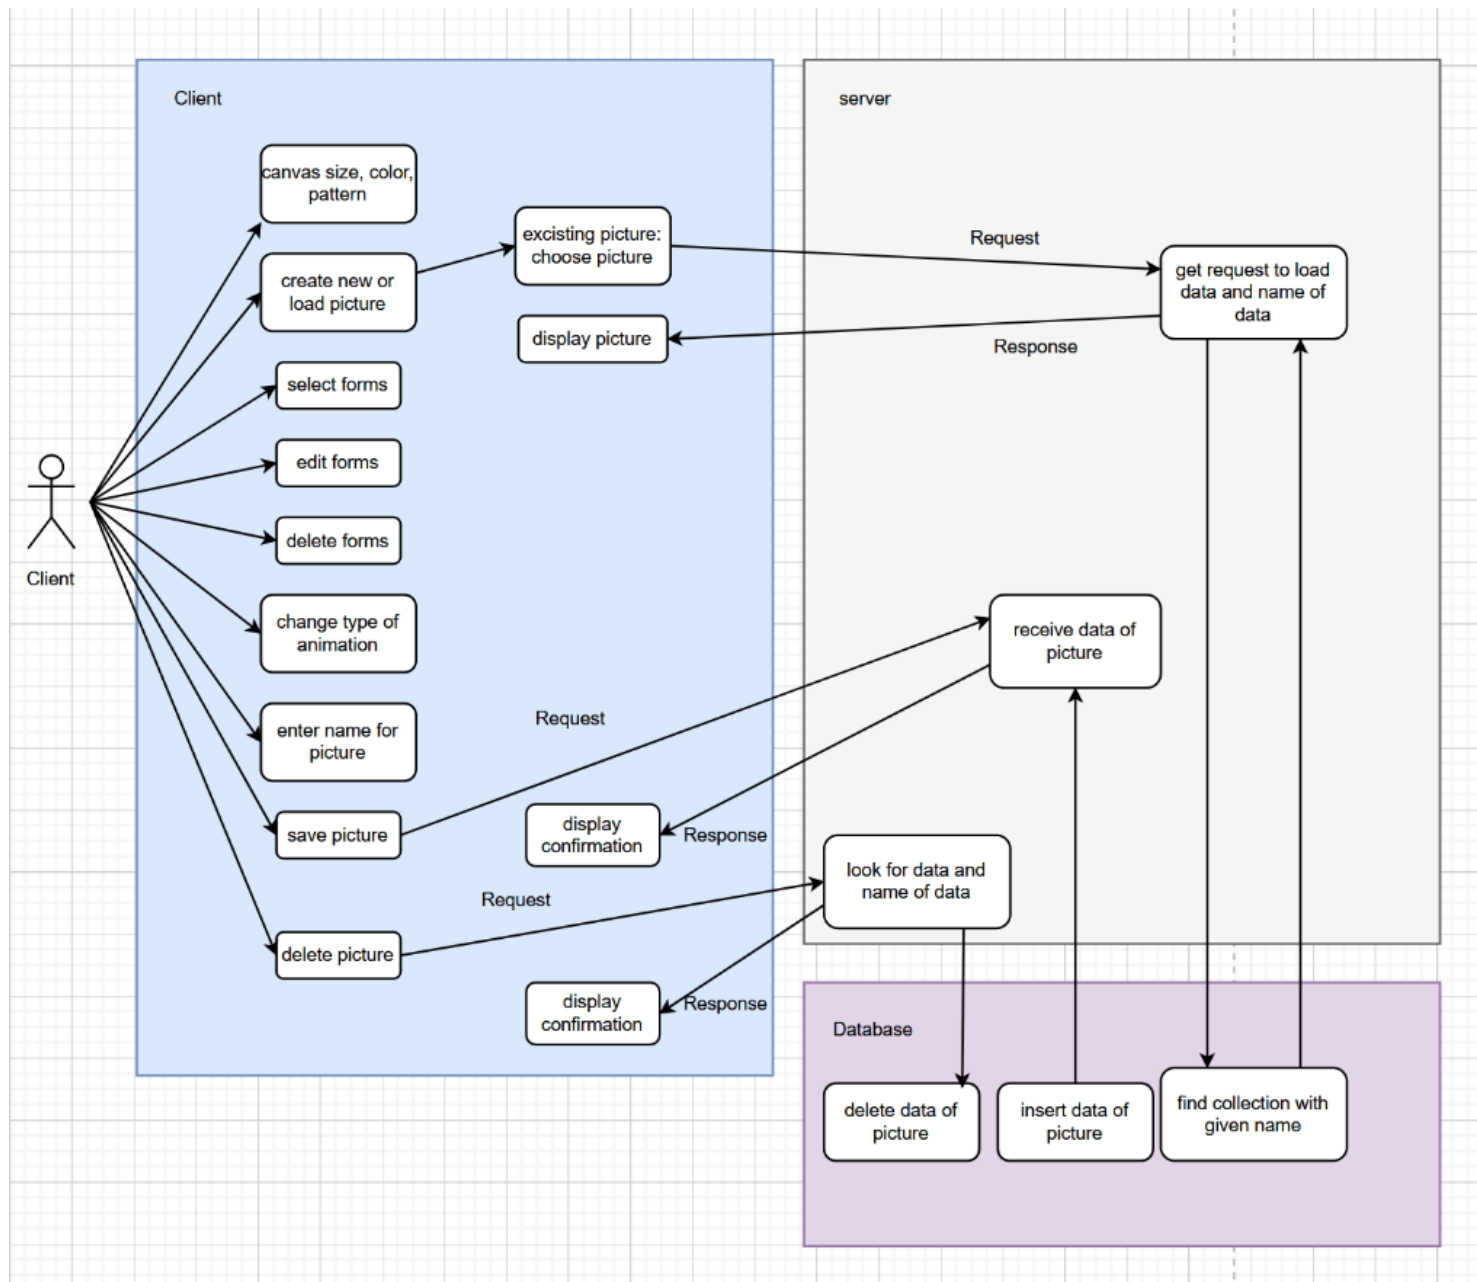 Client
server
canvas size, color,
pattern
excisting picture:
choose picture
Request
create new or
load picture
get request to load
data and name of
data
display picture
Response
select forms
edit forms
delete forms
Client
change type of
animation
receive data of
picture
enter name for
picture
Request
save picture
display
confirmation
Response
look for data and
name of data
Request
delete picture
display
confirmation
Response
Database
delete data of
picture
insert data of
picture
find collection with
given name